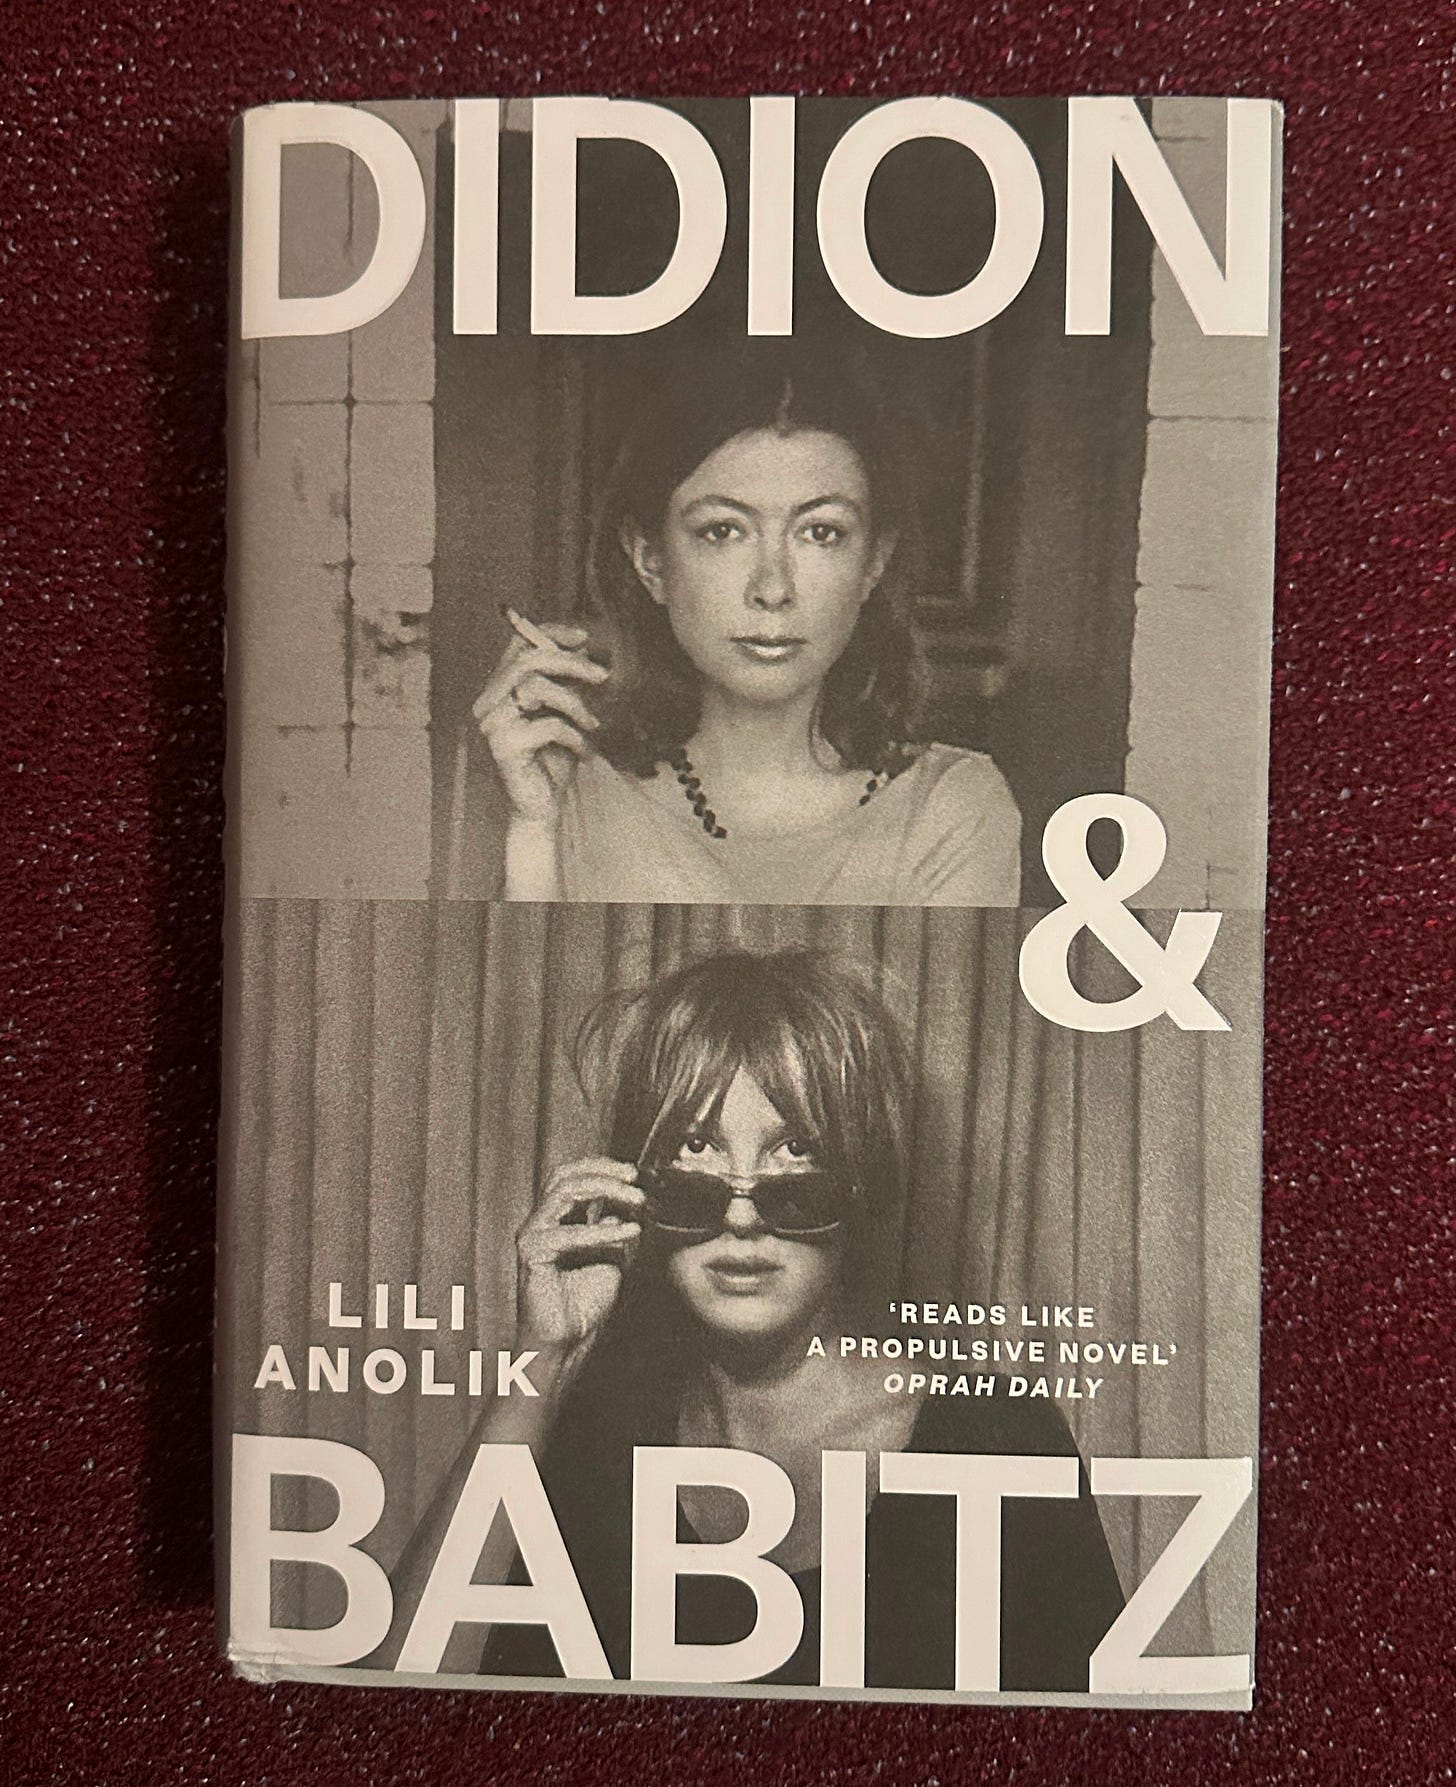 DIDION
&
LILI
ANOLIK
‘READS LIKE
A PROPULSIVE NOVEL’
OPRAH DAILY
BABITZ